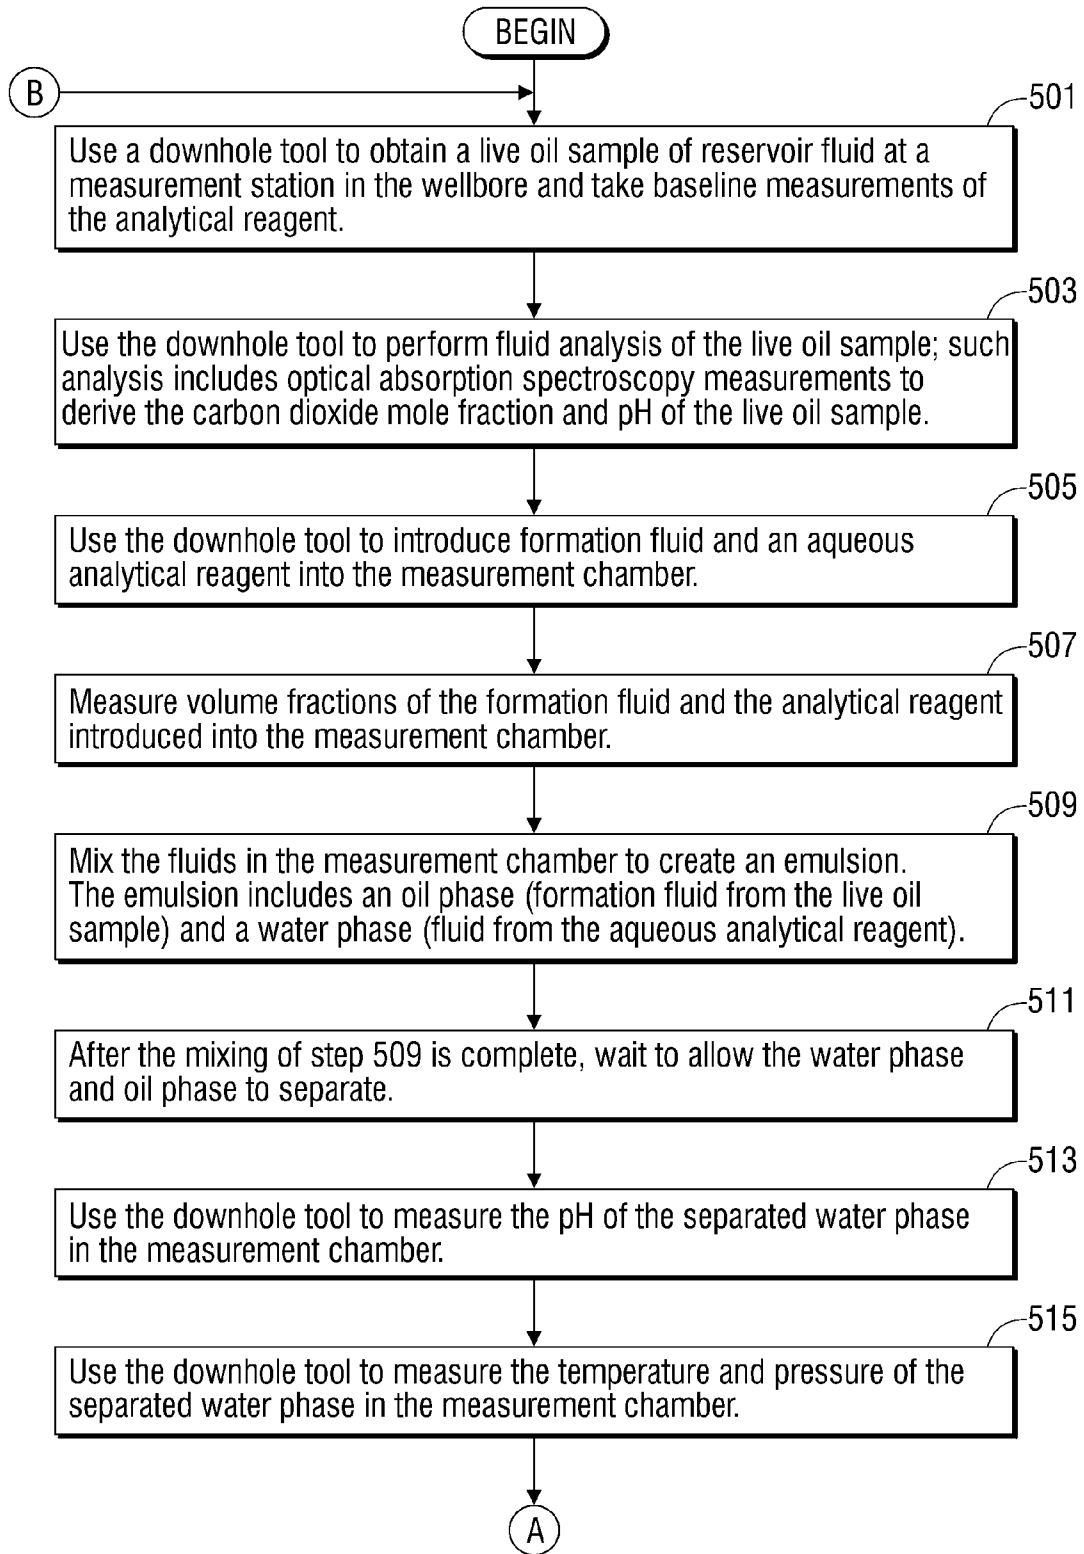 BEGIN
B
501
Use a downhole tool to obtain a live oil sample of reservoir fluid at a
measurement station in the wellbore and take baseline measurements of
the analytical reagent.
503
Use the downhole tool to perform fluid analysis of the live oil sample; such
analysis includes optical absorption spectroscopy measurements to
derive the carbon dioxide mole fraction and pH of the live oil sample.
505
Use the downhole tool to introduce formation fluid and an aqueous
analytical reagent into the measurement chamber.
507
Measure volume fractions of the formation fluid and the analytical reagent
introduced into the measurement chamber.
509
Mix the fluids in the measurement chamber to create an emulsion.
The emulsion includes an oil phase (formation fluid from the live oil
sample) and a water phase (fluid from the aqueous analytical reagent).
511
After the mixing of step 509 is complete, wait to allow the water phase
and oil phase to separate.
513
Use the downhole tool to measure the pH of the separated water phase
in the measurement chamber.
515
Use the downhole tool to measure the temperature and pressure of the
separated water phase in the measurement chamber.
A